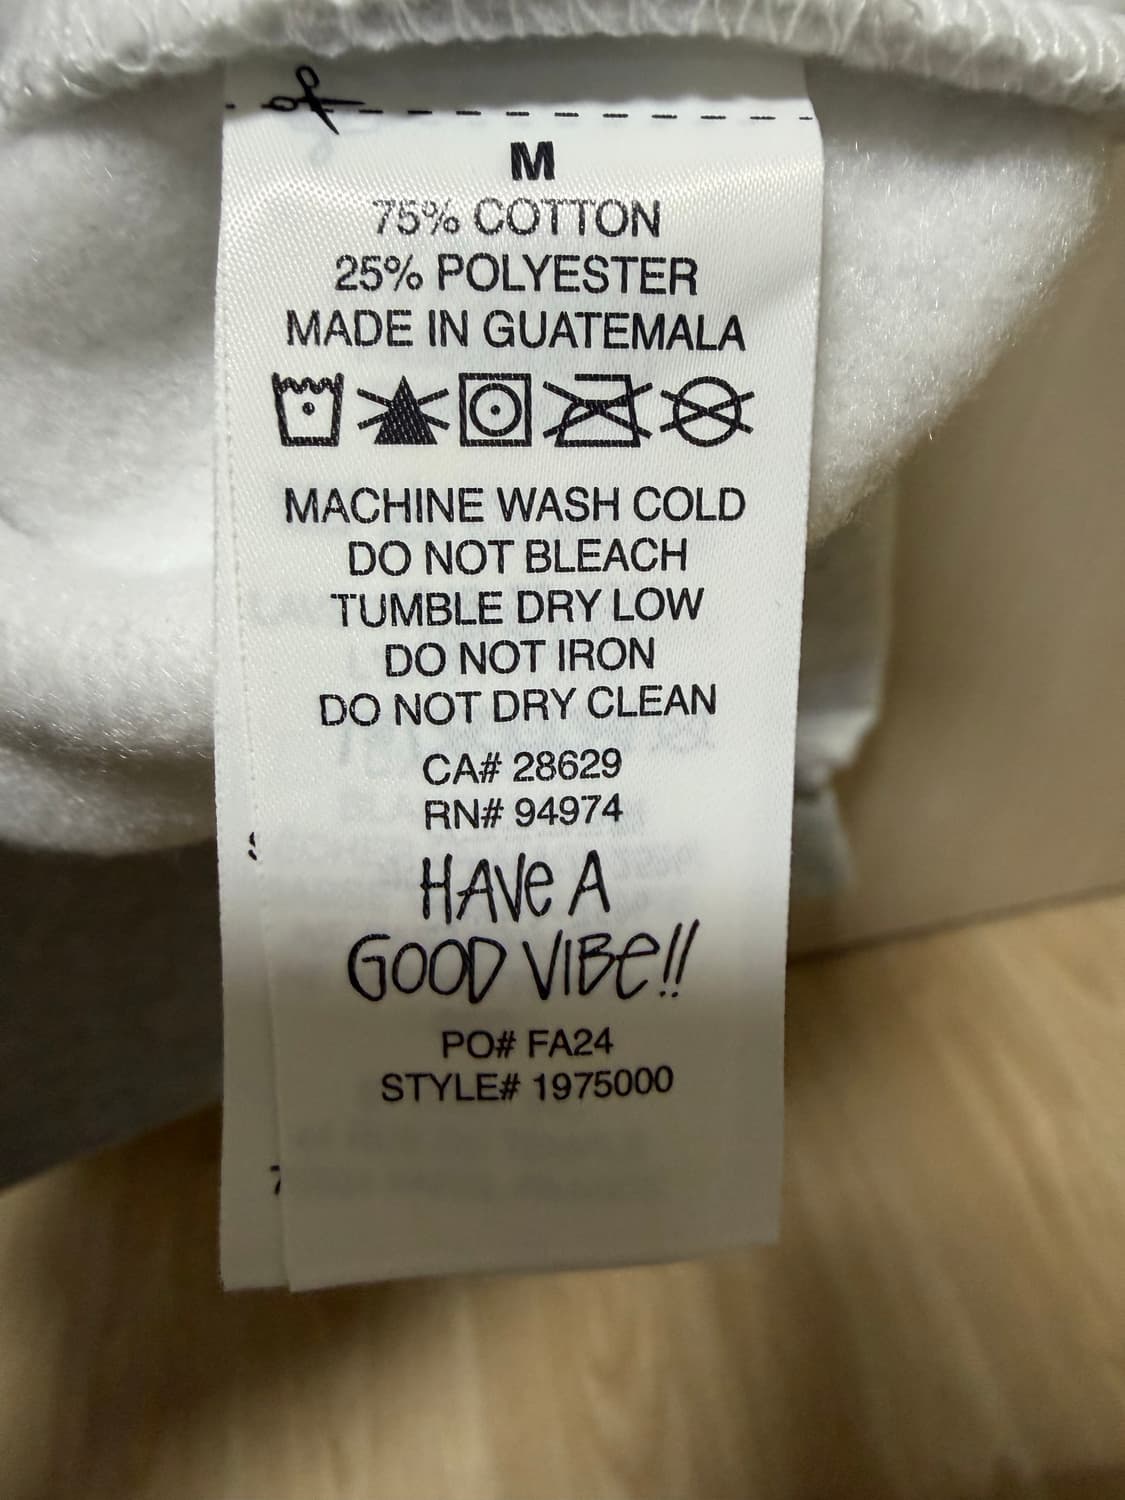 M
75% COTTON
25% POLYESTER
MADE IN GUATEMALA
MACHINE WASH COLD
DO NOT BLEACH
TUMBLE DRY LOW
DO NOT IRON
DO NOT DRY CLEAN
CA# 28629
RN# 94974
HAVe A
GOOD VIBe!!
PO# FA24
STYLE# 1975000